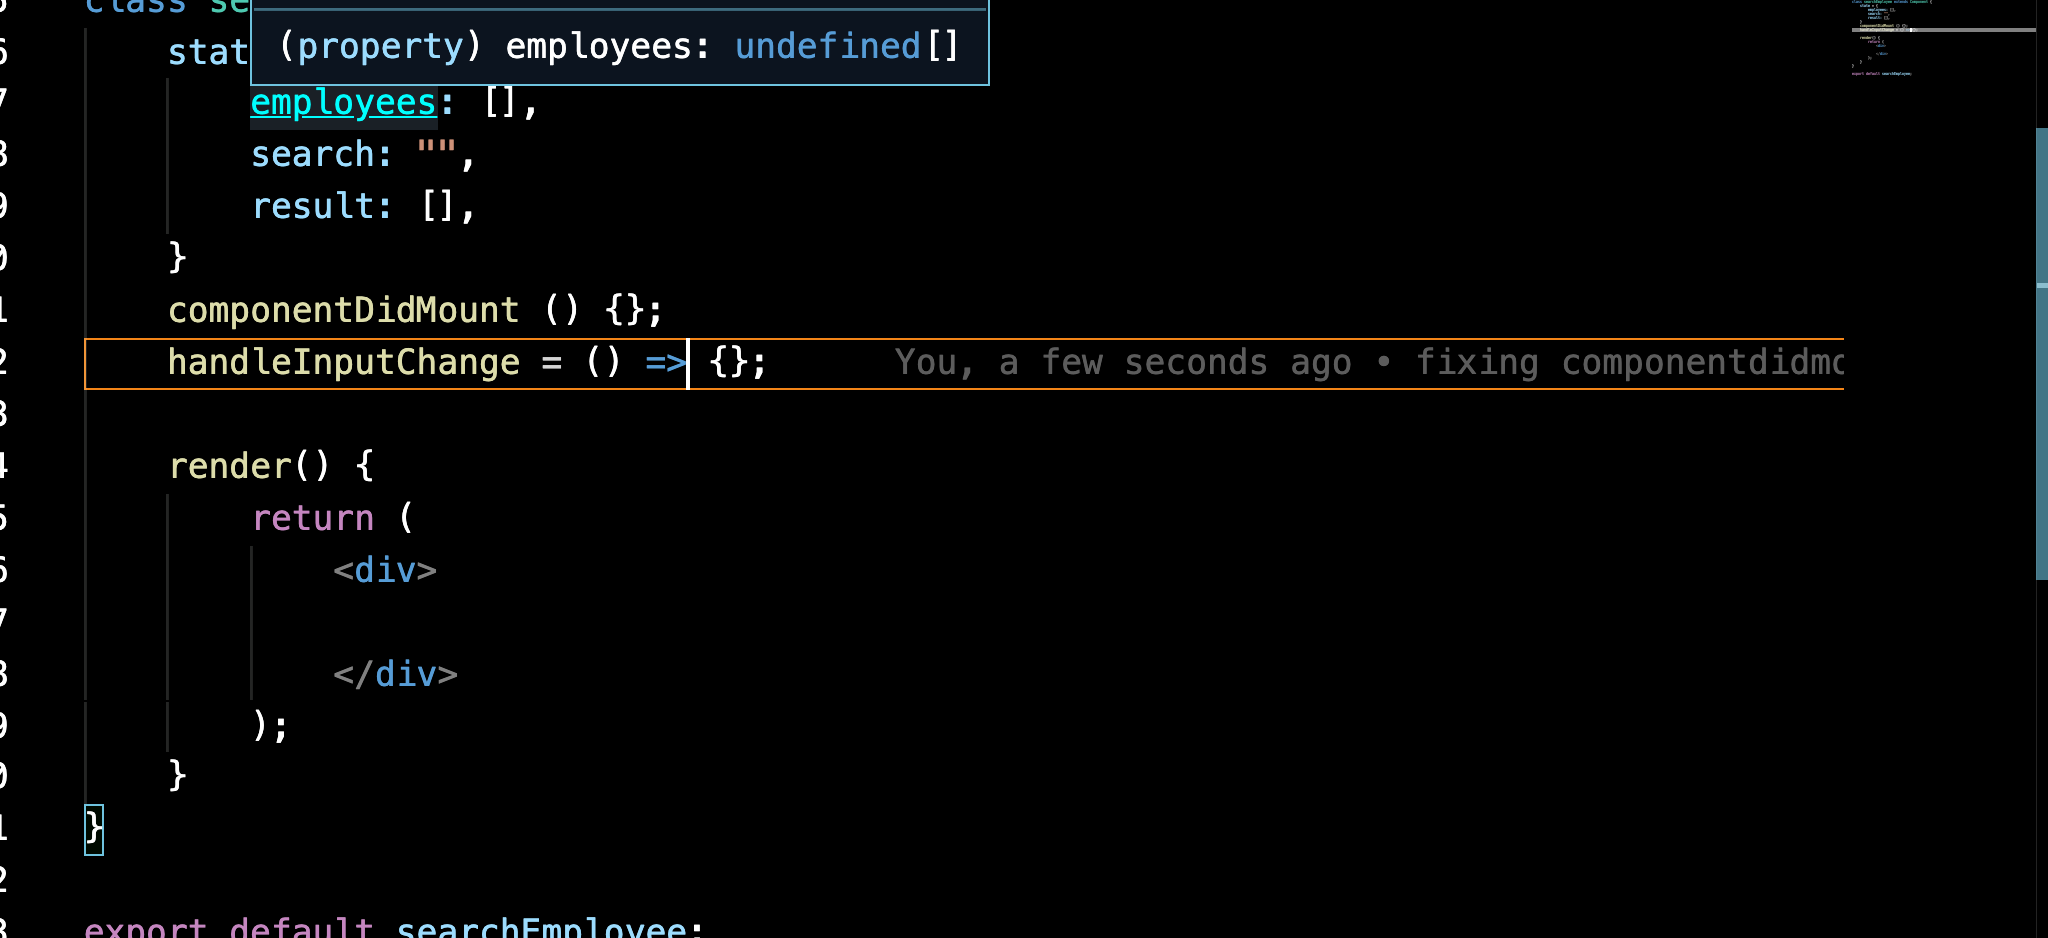 class se
(property) employees: undefined[]
stat
employees: [],
search: "",
result: [],
}
componentDidMount () {};
handleInputChange = () => {}; You, a few seconds ago • fixing componentdidmo
render() {
return (
<div>
</div>
);
}
}
export default searchEmployee;